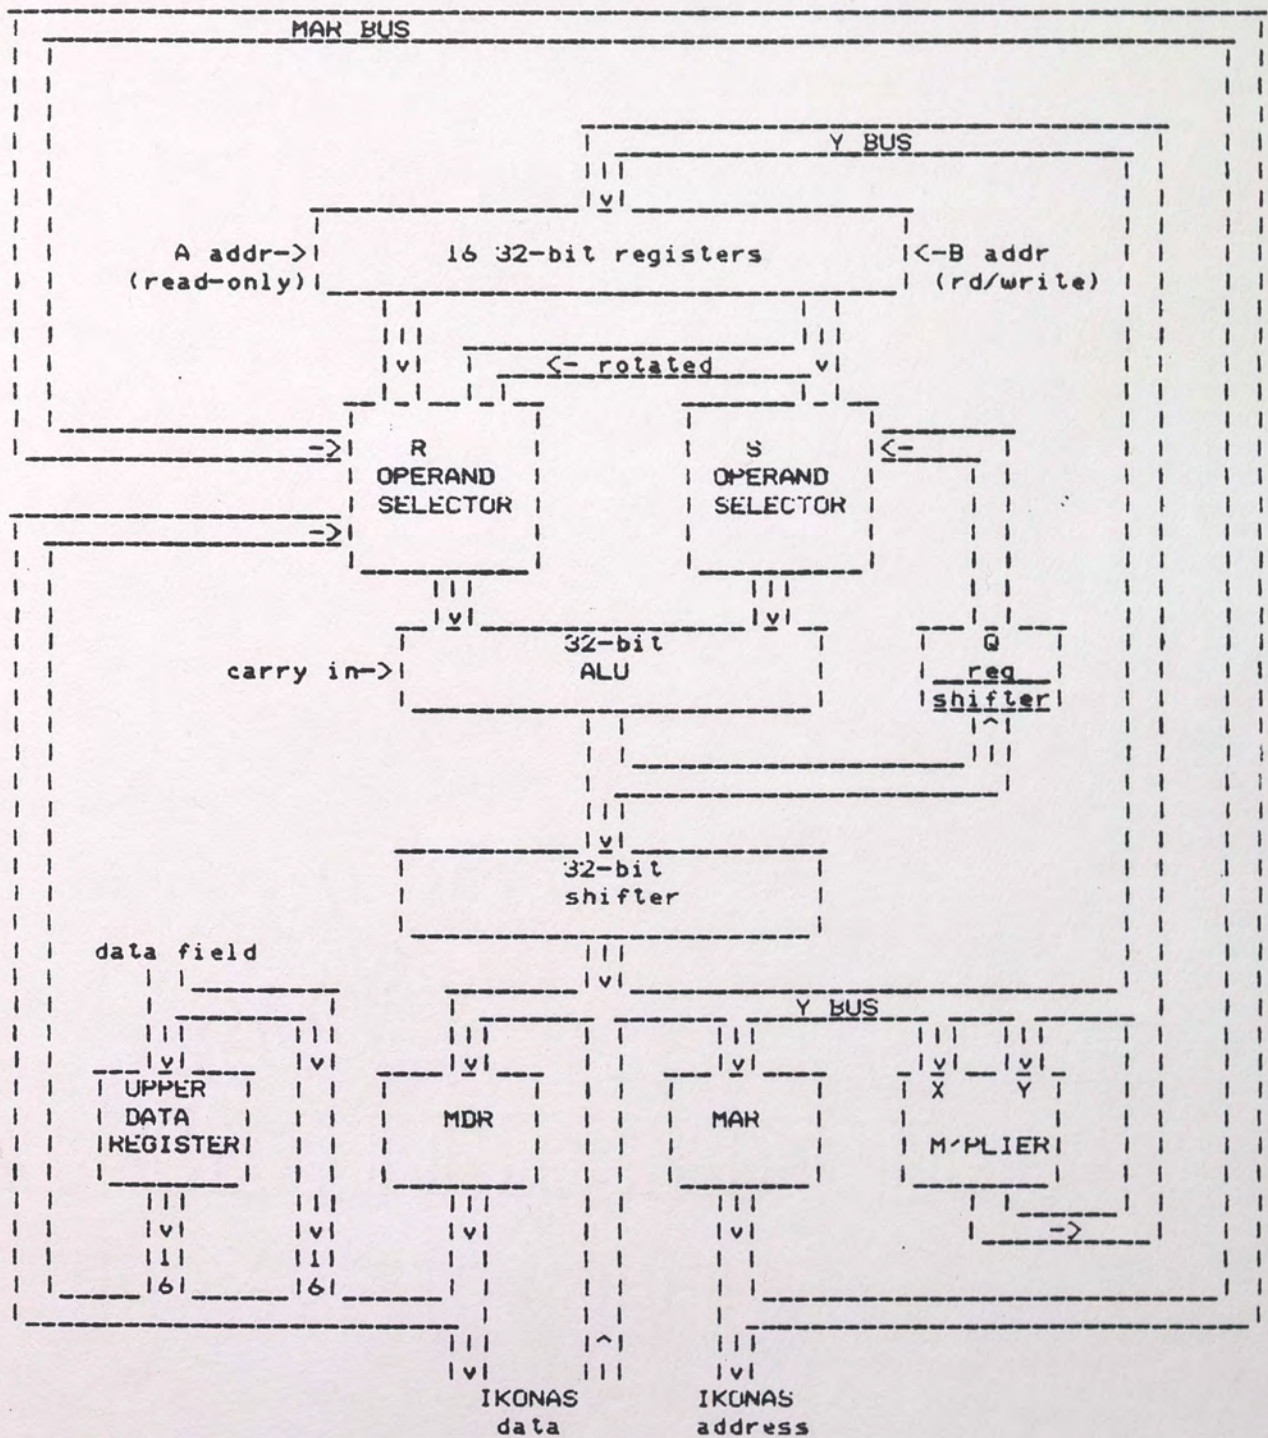 MAR BUS
Y BUS
A addr->
16 32-bit registers
<-B addr
(read-only)
(rd/write)
<- rotated
R
OPERAND
SELECTOR
S
OPERAND
SELECTOR
carry in->
32-bit
ALU
Q
reg
shifter
32-bit
shifter
data field
Y BUS
UPPER
DATA
REGISTER
MDR
MAR
X Y
M'PLIER
16
16
IKONAS
data
IKONAS
address